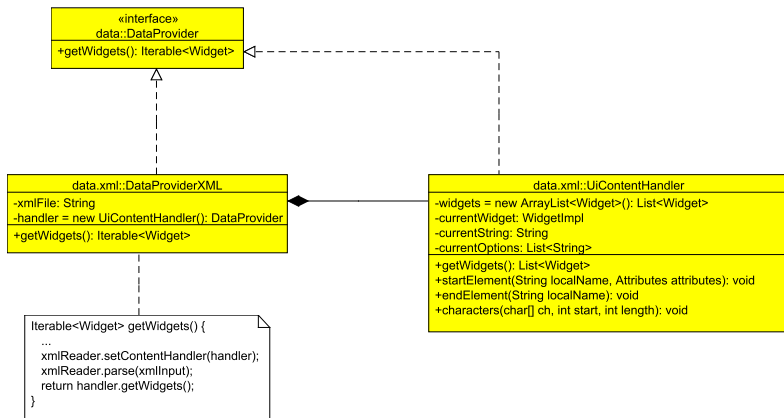 «interface»
data::DataProvider
+getWidgets(): Iterable<Widget>
data.xml::DataProviderXML
-xmlFile: String
-handler = new UiContentHandler(): DataProvider
+getWidgets(): Iterable<Widget>
data.xml::UiContentHandler
-widgets = new ArrayList<Widget>(): List<Widget>
-currentWidget: WidgetImpl
-currentString: String
-currentOptions: List<String>
+getWidgets(): List<Widget>
+startElement(String localName, Attributes attributes): void
+endElement(String localName): void
+characters(char[] ch, int start, int length): void
Iterable<Widget> getWidgets() {
...
xmlReader.setContentHandler(handler);
xmlReader.parse(xmlInput);
return handler.getWidgets();
}